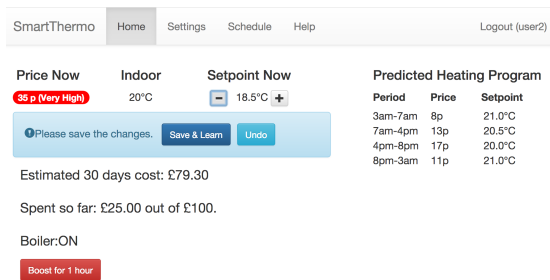 SmartThermo Home Settings Schedule Help Logout (user2)
Price Now Indoor Setpoint Now
35 p (Very High) 20°C - 18.5°C +
Please save the changes. Save & Learn Undo
Estimated 30 days cost: £79.30
Spent so far: £25.00 out of £100.
Boiler:ON
Boost for 1 hour
Predicted Heating Program
Period Price Setpoint
3am-7am 8p 21.0°C
7am-4pm 13p 20.5°C
4pm-8pm 17p 20.0°C
8pm-3am 11p 21.0°C